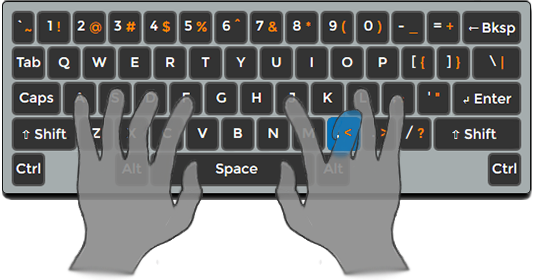 ` ~ 1 ! 2 @ 3 # 4 $ 5 % 6 ^ 7 & 8 * 9 ( 0 ) - _ = + ← Bksp
Tab Q W E R T Y U I O P [ { ] } \ |
Caps A S D F G H J K L ' " ↲ Enter
⇧ Shift Z X C V B N M , < > / ? ⇧ Shift
Ctrl Alt Space Alt Ctrl